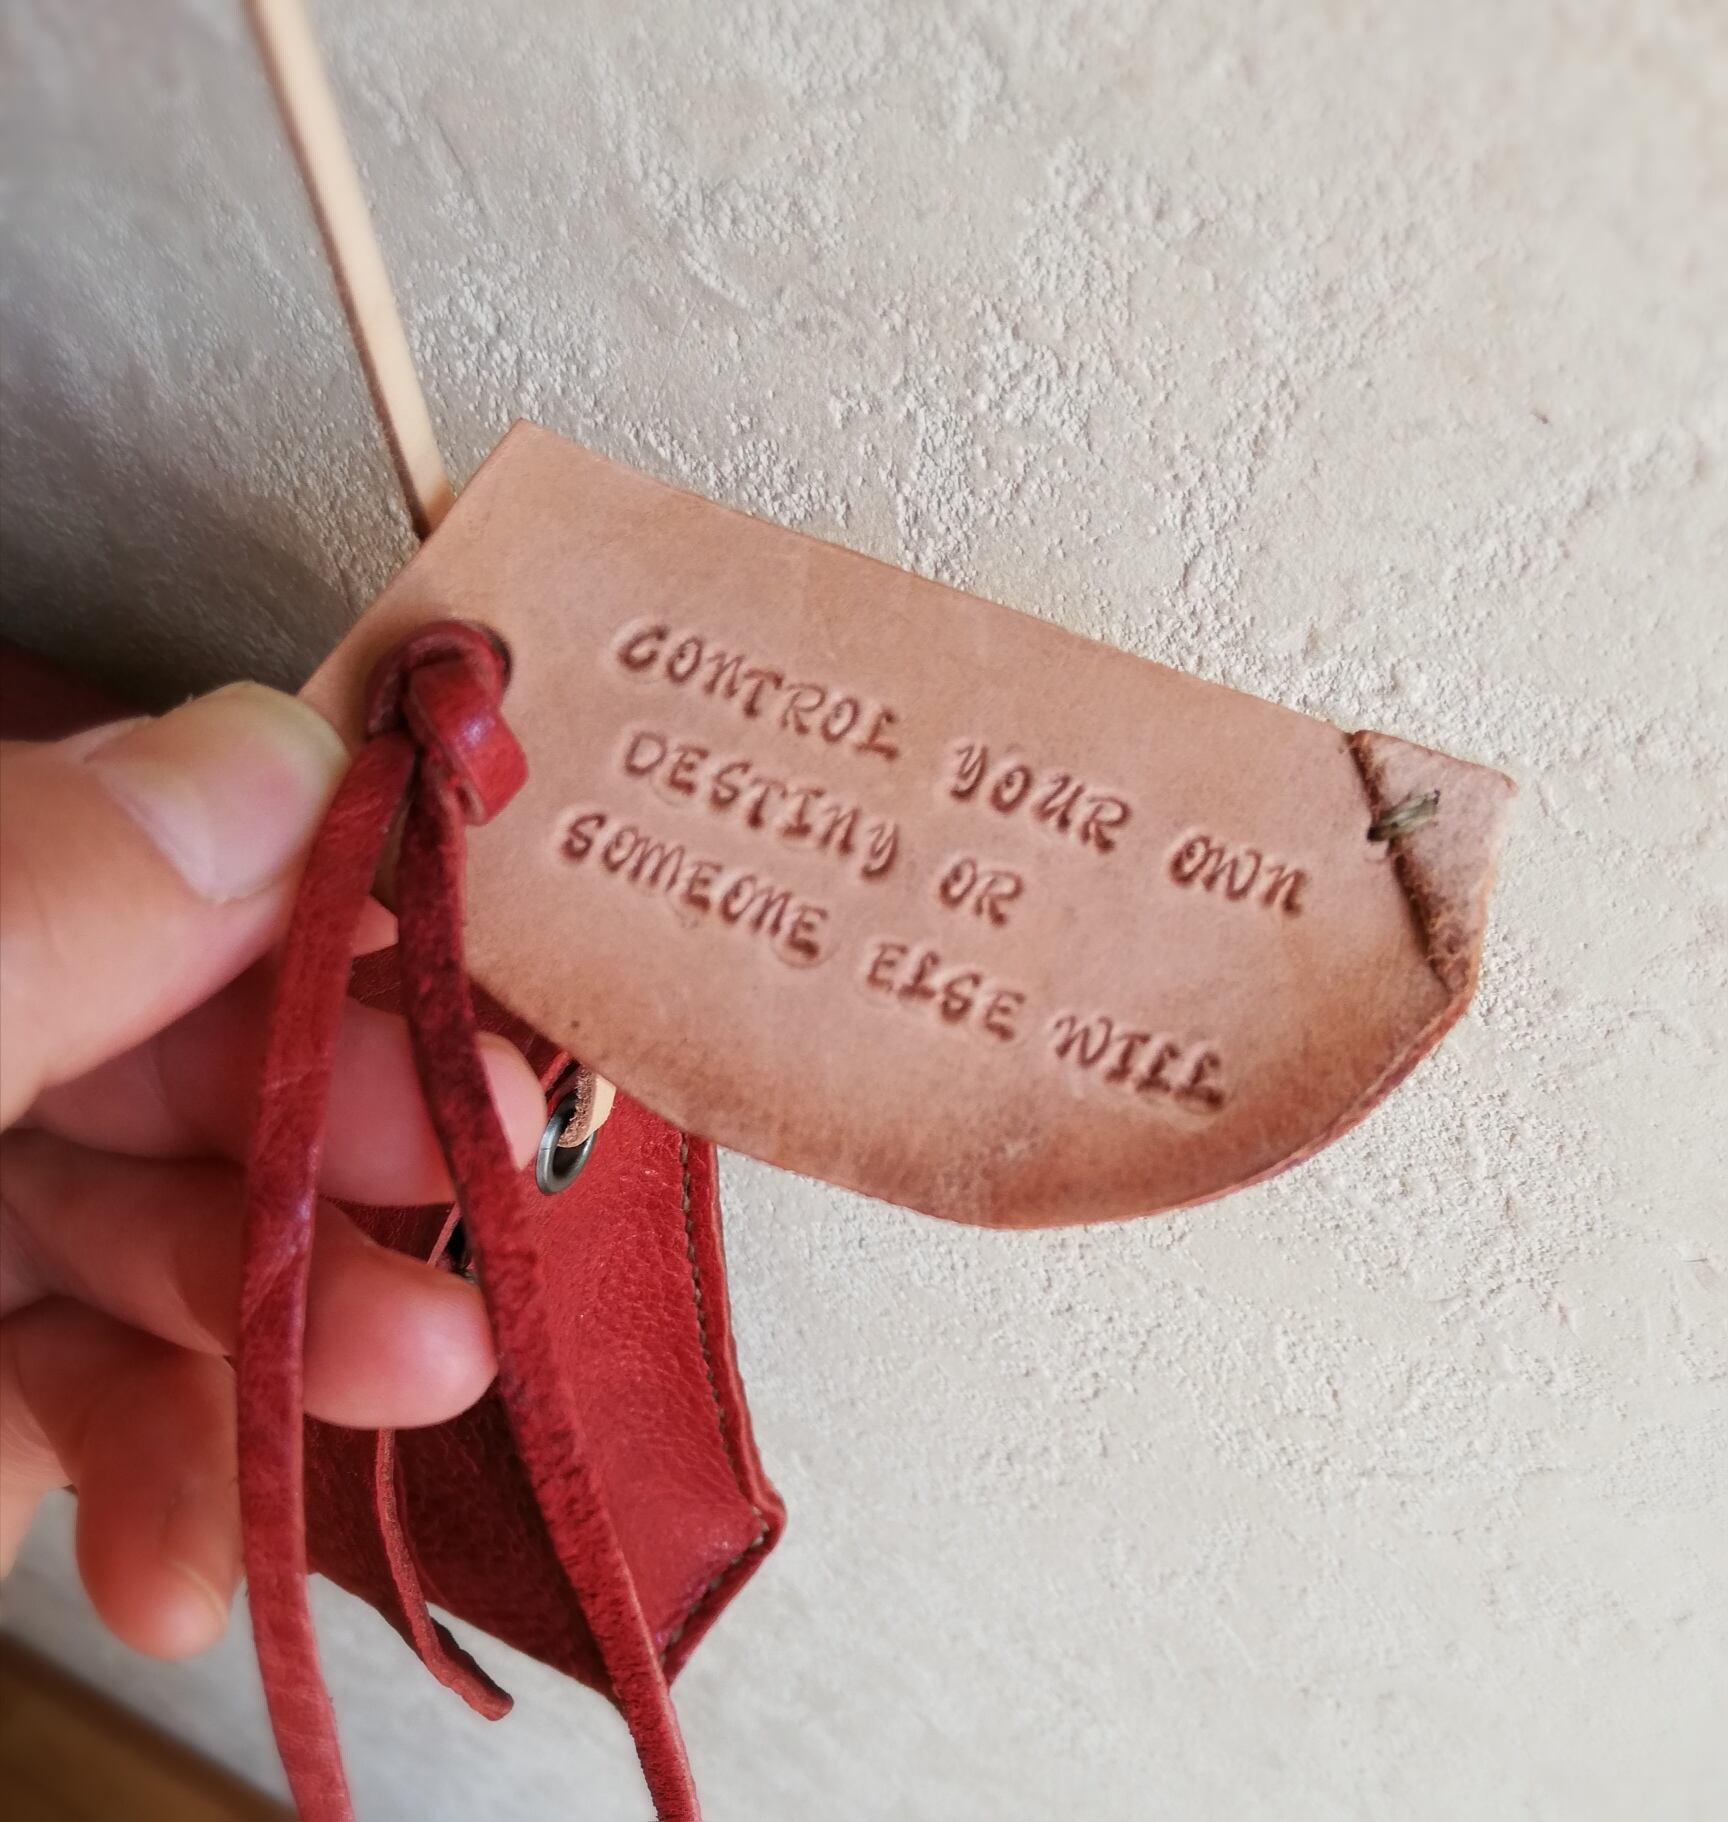 CONTROL YOUR OWN
DESTINY OR
SOMEONE ELSE WILL